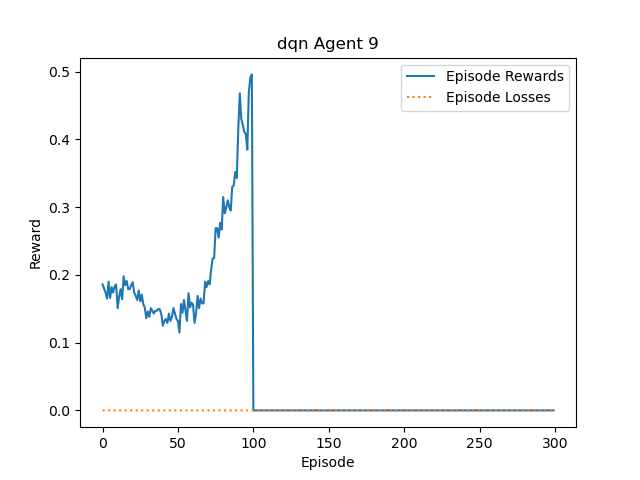 dqn Agent 9
Episode Rewards
Episode Losses
0.5
0.4
0.3
0.2
0.1
0.0
Reward
0 50 100 150 200 250 300
Episode